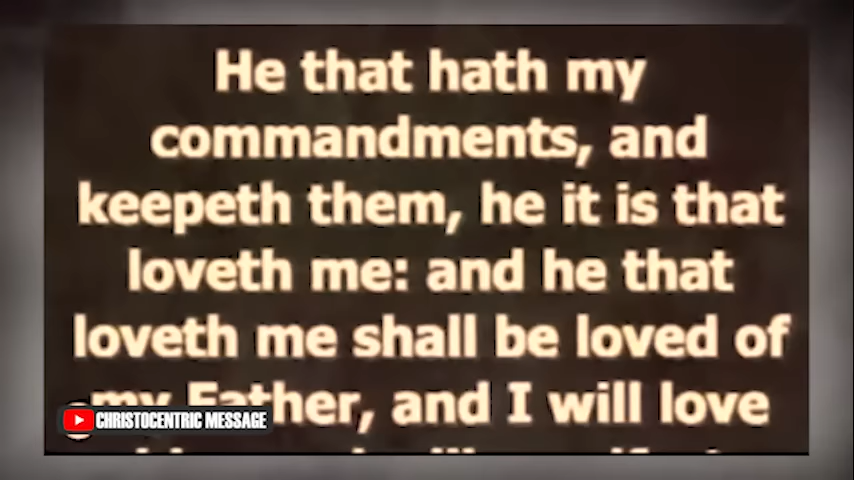 He that hath my
commandments, and
keepeth them, he it is that
loveth me: and he that
loveth me shall be loved of
my Father, and I will love
CHRISTOCENTRIC MESSAGE